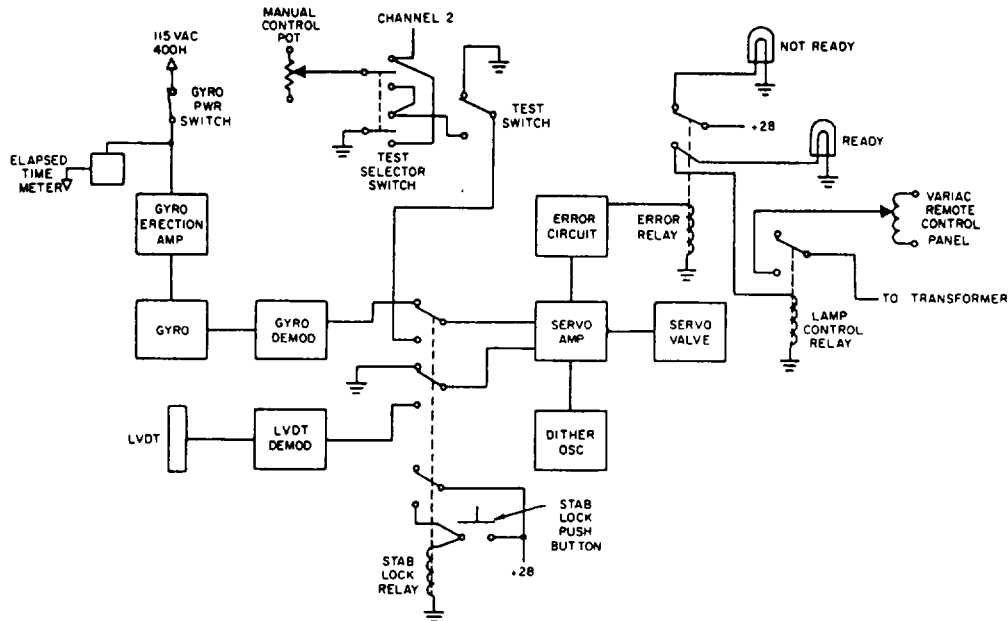 CHANNEL 2
MANUAL
CONTROL
POT
115 VAC
400H
GYRO
PWR
SWITCH
TEST
SWITCH
TEST
SELECTOR
SWITCH
NOT READY
+28
READY
ELAPSED
TIME
METER
GYRO
ERECTION
AMP
ERROR
CIRCUIT
ERROR
RELAY
VARIAC
REMOTE
CONTROL
PANEL
TO TRANSFORMER
LAMP
CONTROL
RELAY
GYRO
GYRO
DEMOD
SERVO
AMP
SERVO
VALVE
LVDT
LVDT
DEMOD
DITHER
OSC
STAB
LOCK
PUSH
BUTTON
+28
STAB
LOCK
RELAY